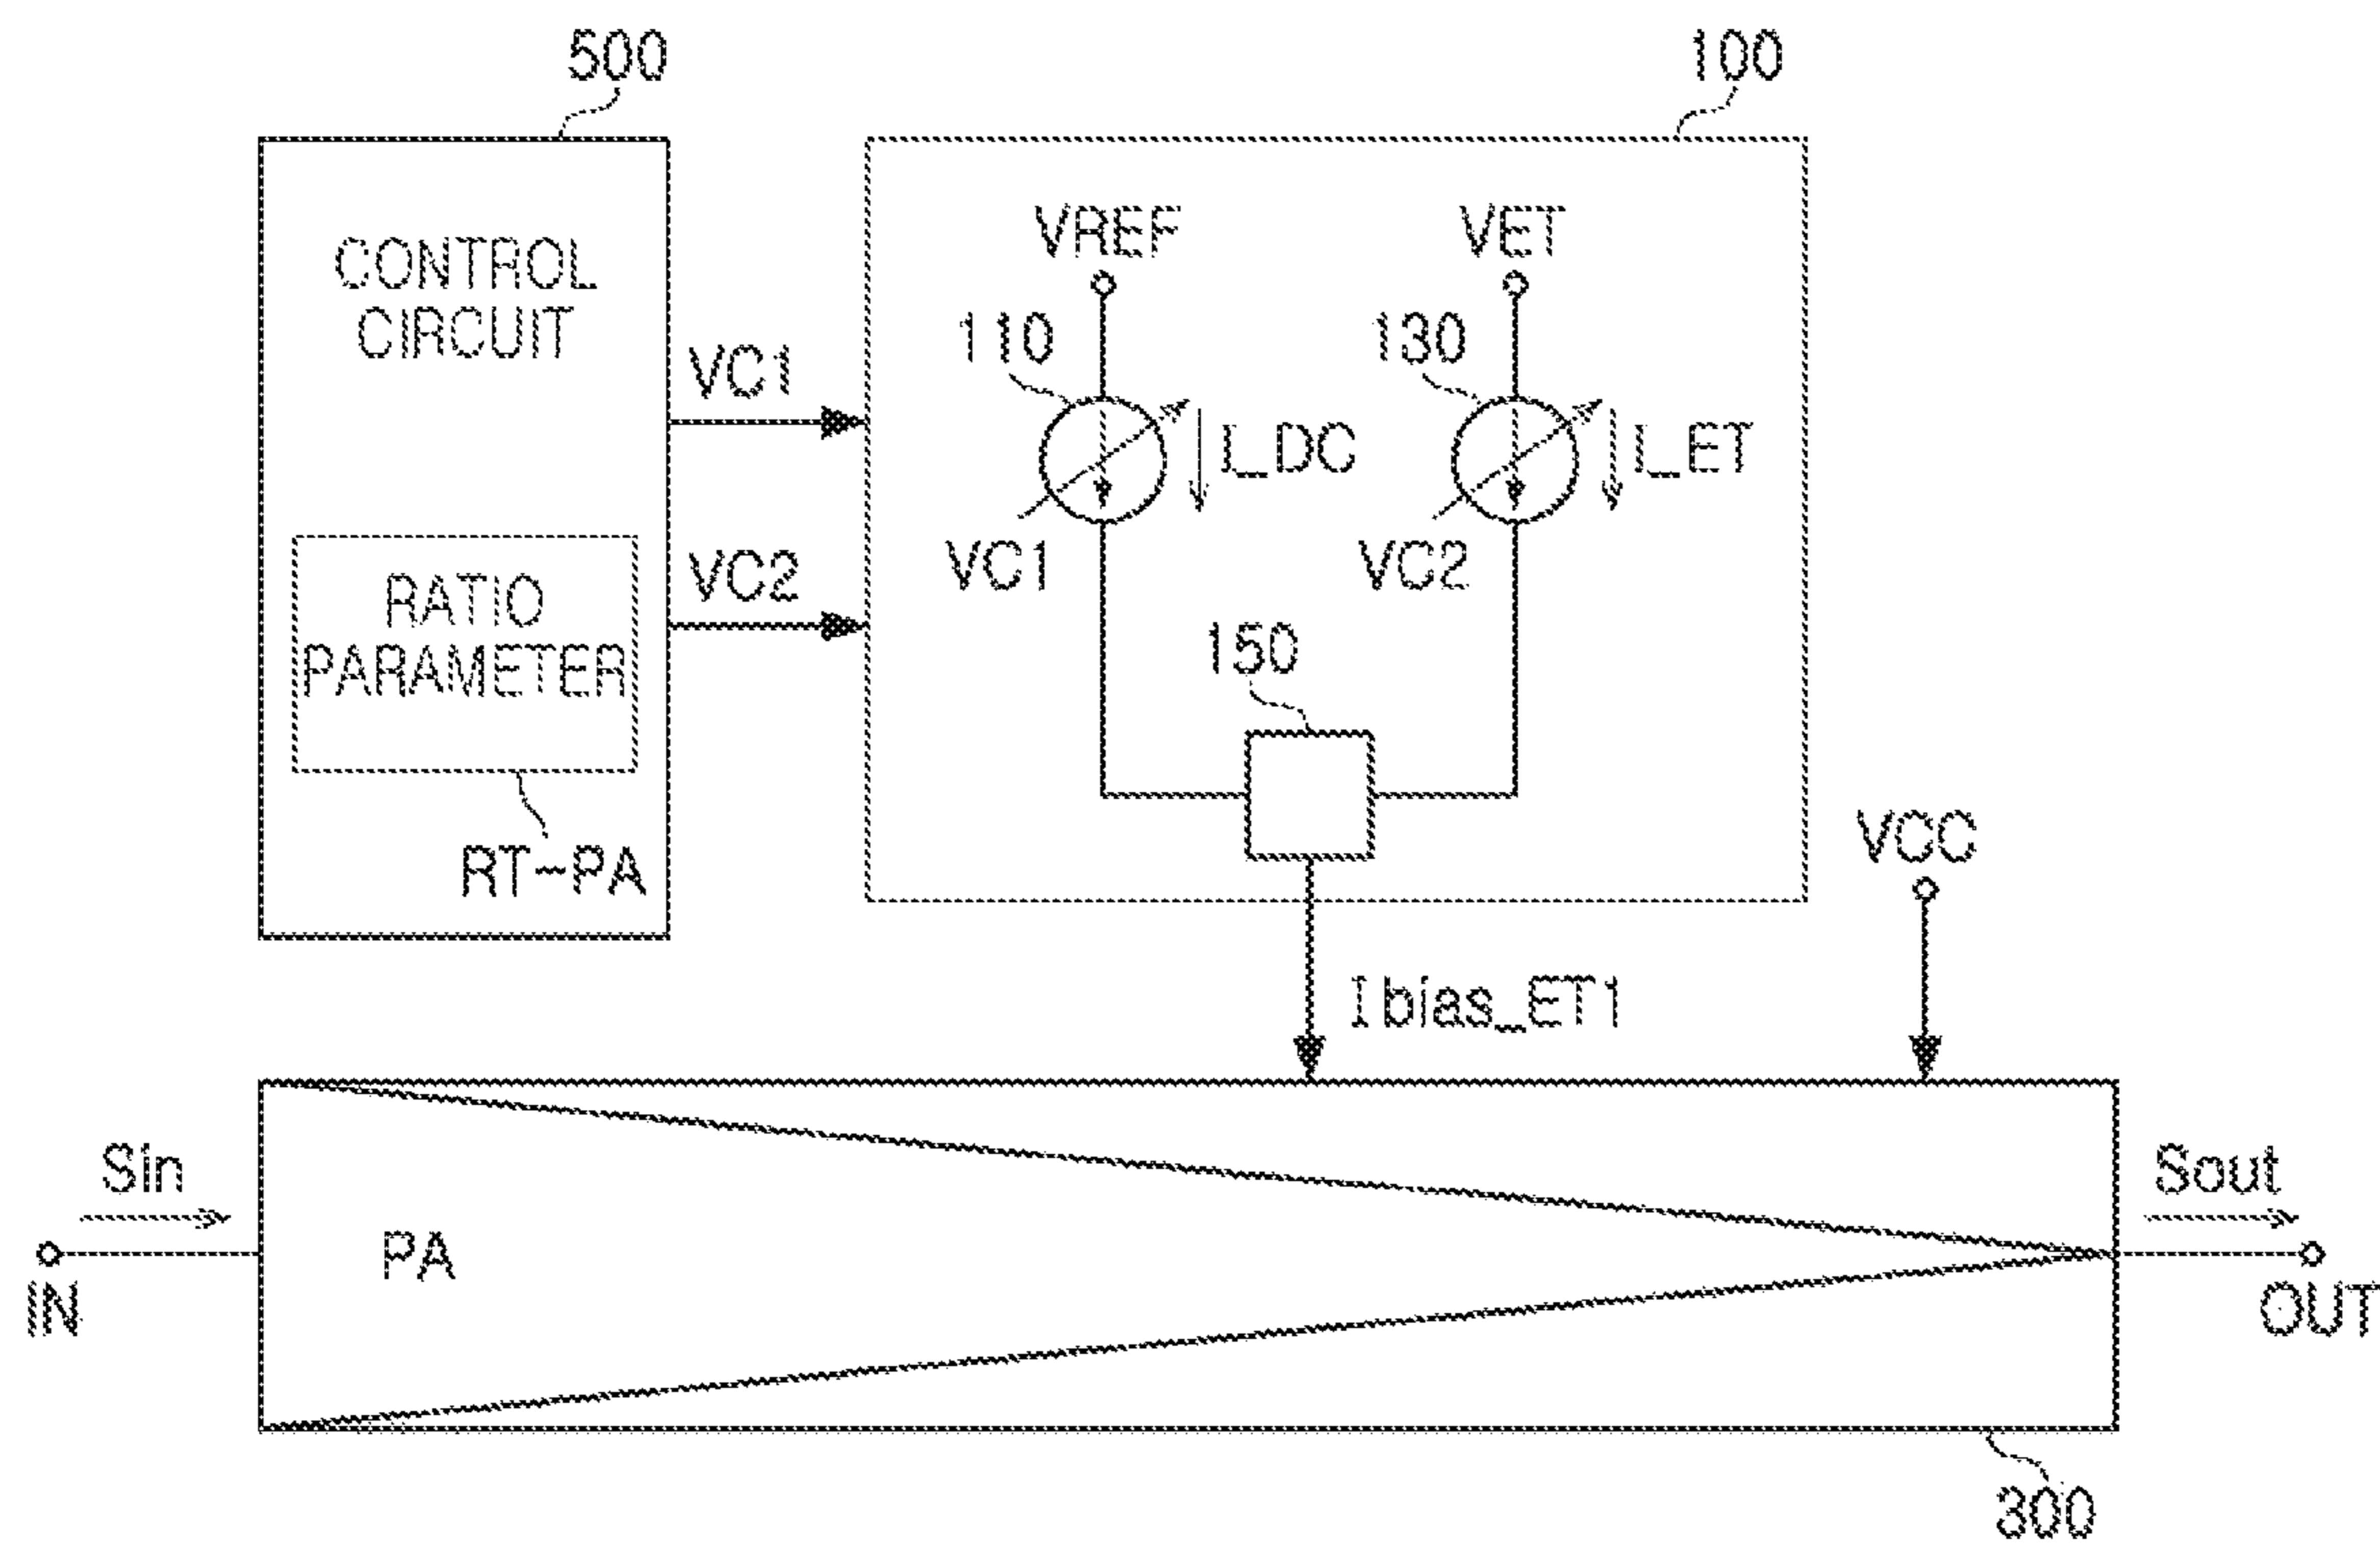 500
100
CONTROL
CIRCUIT
VREF
VET
110
130
VC1
I_DC
I_ET
VC1
VC2
VC2
RATIO
PARAMETER
150
RT-PA
VCC
Ibias_ET1
Sin
Sout
PA
IN
OUT
300